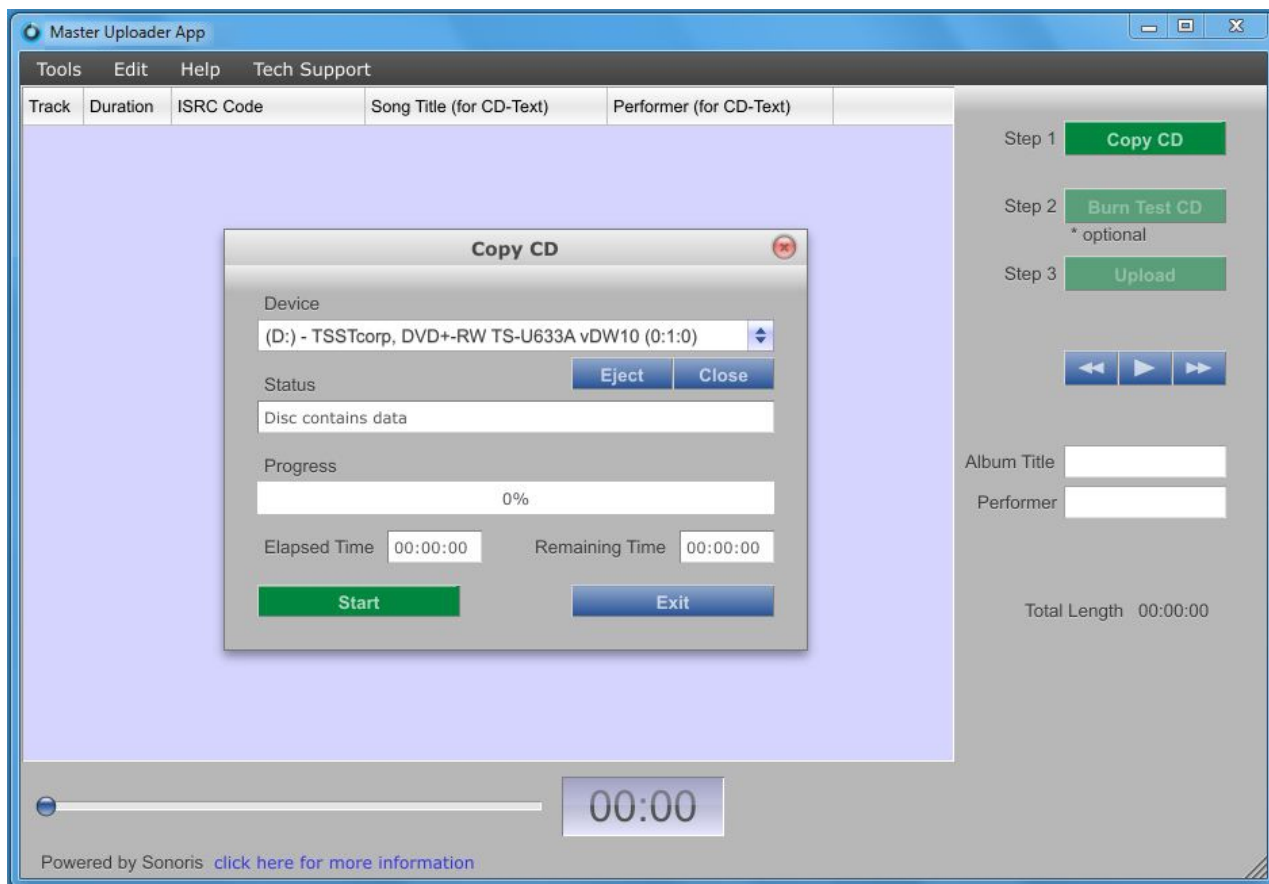 Master Uploader App
Tools Edit Help Tech Support
Track Duration ISRC Code Song Title (for CD-Text) Performer (for CD-Text)
Step 1 Copy CD
Step 2 Burn Test CD
* optional
Step 3 Upload
Copy CD
Device
(D:) - TSSTcorp, DVD+-RW TS-U633A vDW10 (0:1:0)
Eject Close
Status
Disc contains data
Progress
0%
Elapsed Time 00:00:00 Remaining Time 00:00:00
Start Exit
Album Title
Performer
Total Length 00:00:00
00:00
Powered by Sonoris click here for more information